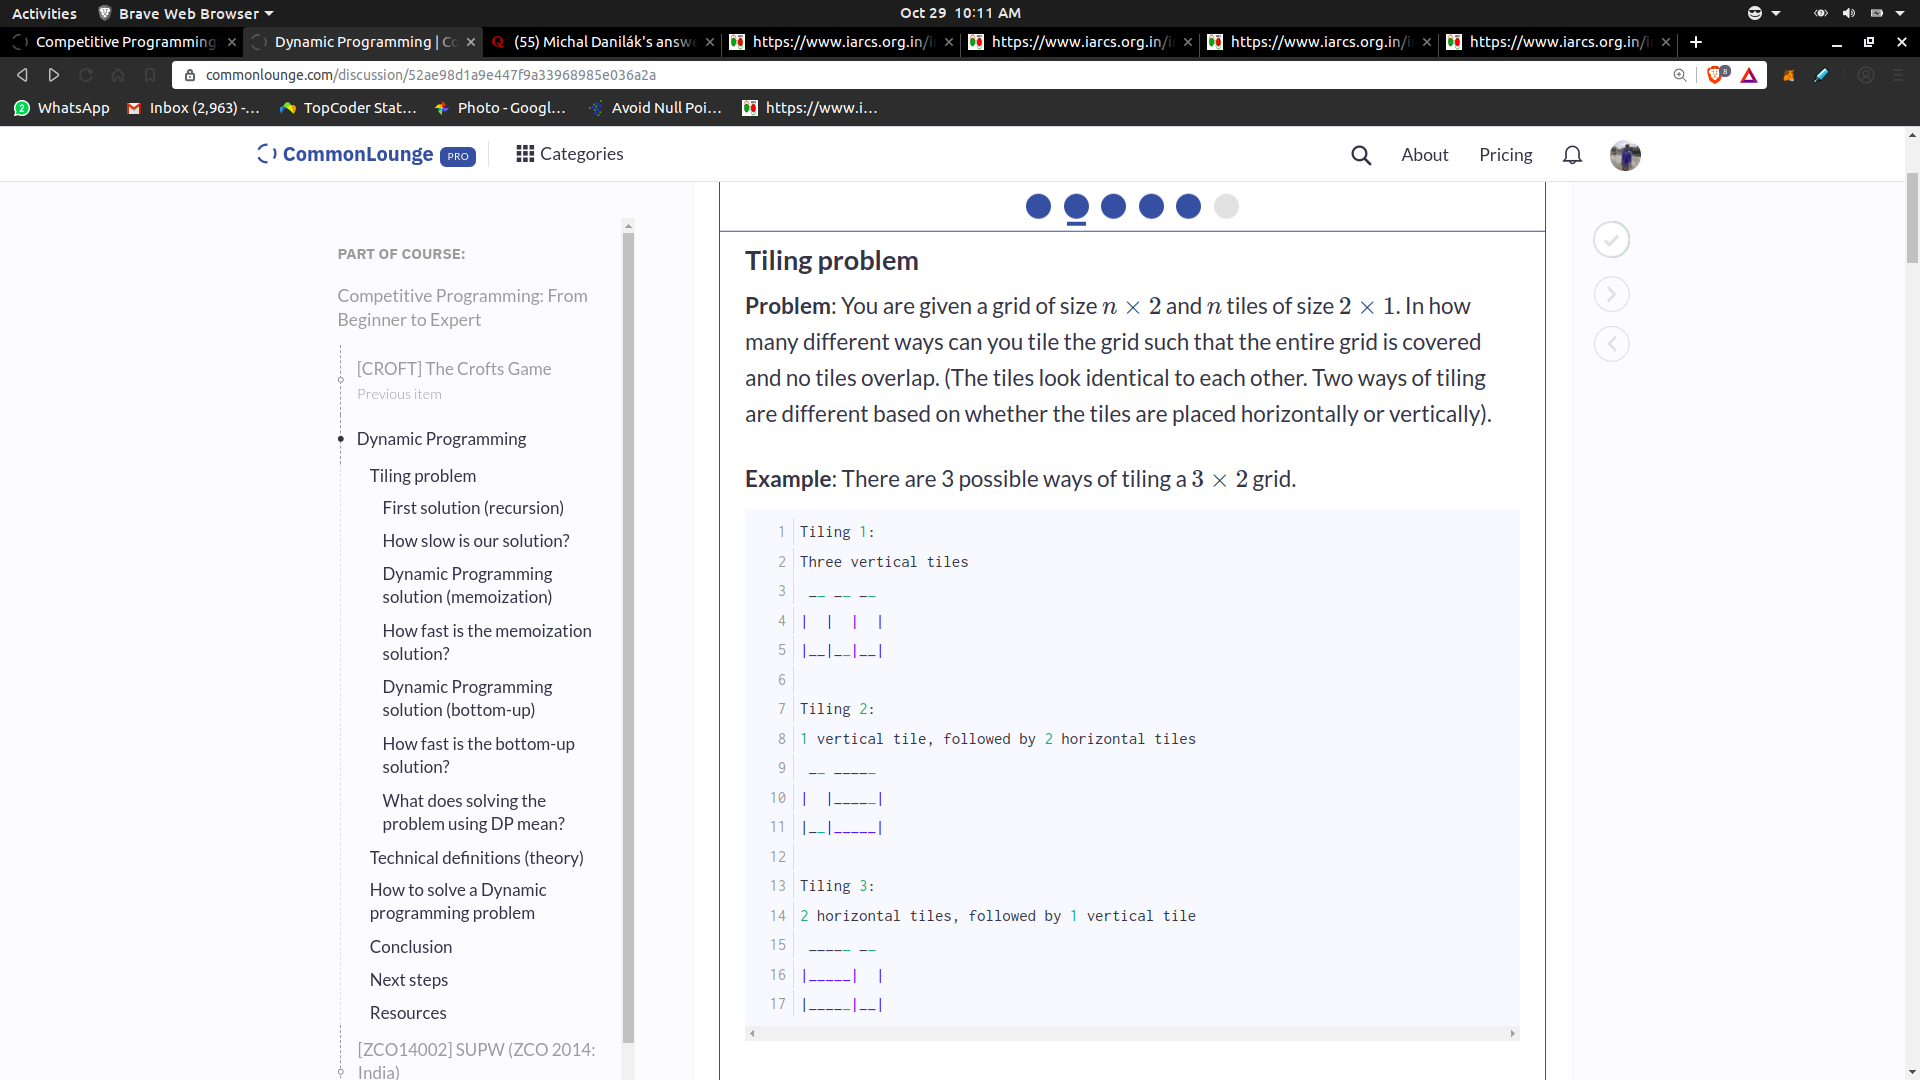 Activities
Brave Web Browser
Oct 29 10:11 AM
Competitive Programming
Dynamic Programming | Co
(55) Michal Danilák's answe
https://www.iarcs.org.in/i
https://www.iarcs.org.in/i
https://www.iarcs.org.in/i
https://www.iarcs.org.in/i
commonlounge.com/discussion/52ae98d1a9e447f9a33968985e036a2a
8
WhatsApp
Inbox (2,963) -...
TopCoder Stat...
Photo - Googl...
Avoid Null Poi...
https://www.i...
CommonLounge PRO
Categories
About
Pricing
PART OF COURSE:
Competitive Programming: From
Beginner to Expert
[CROFT] The Crofts Game
Previous item
Dynamic Programming
Tiling problem
First solution (recursion)
How slow is our solution?
Dynamic Programming
solution (memoization)
How fast is the memoization
solution?
Dynamic Programming
solution (bottom-up)
How fast is the bottom-up
solution?
What does solving the
problem using DP mean?
Technical definitions (theory)
How to solve a Dynamic
programming problem
Conclusion
Next steps
Resources
[ZCO14002] SUPW (ZCO 2014:
India)
Tiling problem
Problem: You are given a grid of size n × 2 and n tiles of size 2 × 1. In how
many different ways can you tile the grid such that the entire grid is covered
and no tiles overlap. (The tiles look identical to each other. Two ways of tiling
are different based on whether the tiles are placed horizontally or vertically).
Example: There are 3 possible ways of tiling a 3 × 2 grid.
1 Tiling 1:
2 Three vertical tiles
3  __ __ __
4 |  |  |  |
5 |__|__|__|
6
7 Tiling 2:
8 1 vertical tile, followed by 2 horizontal tiles
9  __ _____
10 |  |_____|
11 |__|_____|
12
13 Tiling 3:
14 2 horizontal tiles, followed by 1 vertical tile
15  _____ __
16 |_____|  |
17 |_____|__|